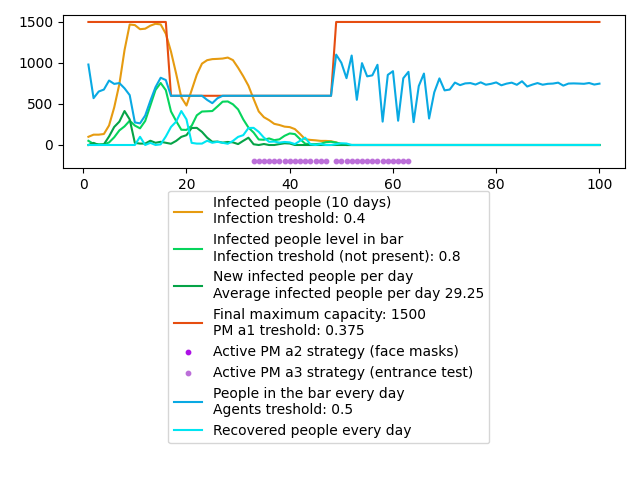 1500
1000
500
0
0 20 40 60 80 100
Infected people (10 days)
Infection treshold: 0.4
Infected people level in bar
Infection treshold (not present): 0.8
New infected people per day
Average infected people per day 29.25
Final maximum capacity: 1500
PM a1 treshold: 0.375
Active PM a2 strategy (face masks)
Active PM a3 strategy (entrance test)
People in the bar every day
Agents treshold: 0.5
Recovered people every day